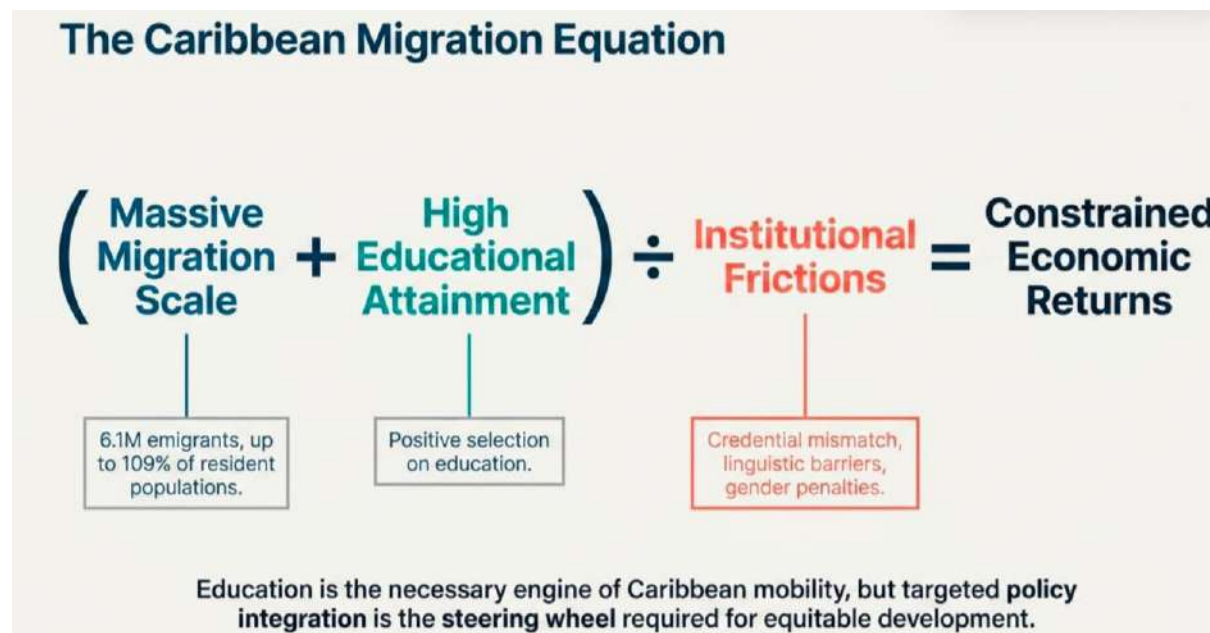 The Caribbean Migration Equation
(Massive Migration Scale + High Educational Attainment) ÷ Institutional Frictions = Constrained Economic Returns
6.1M emigrants, up
to 109% of resident
populations.
Positive selection
on education.
Credential mismatch,
linguistic barriers,
gender penalties.
Education is the necessary engine of Caribbean mobility, but targeted policy
integration is the steering wheel required for equitable development.